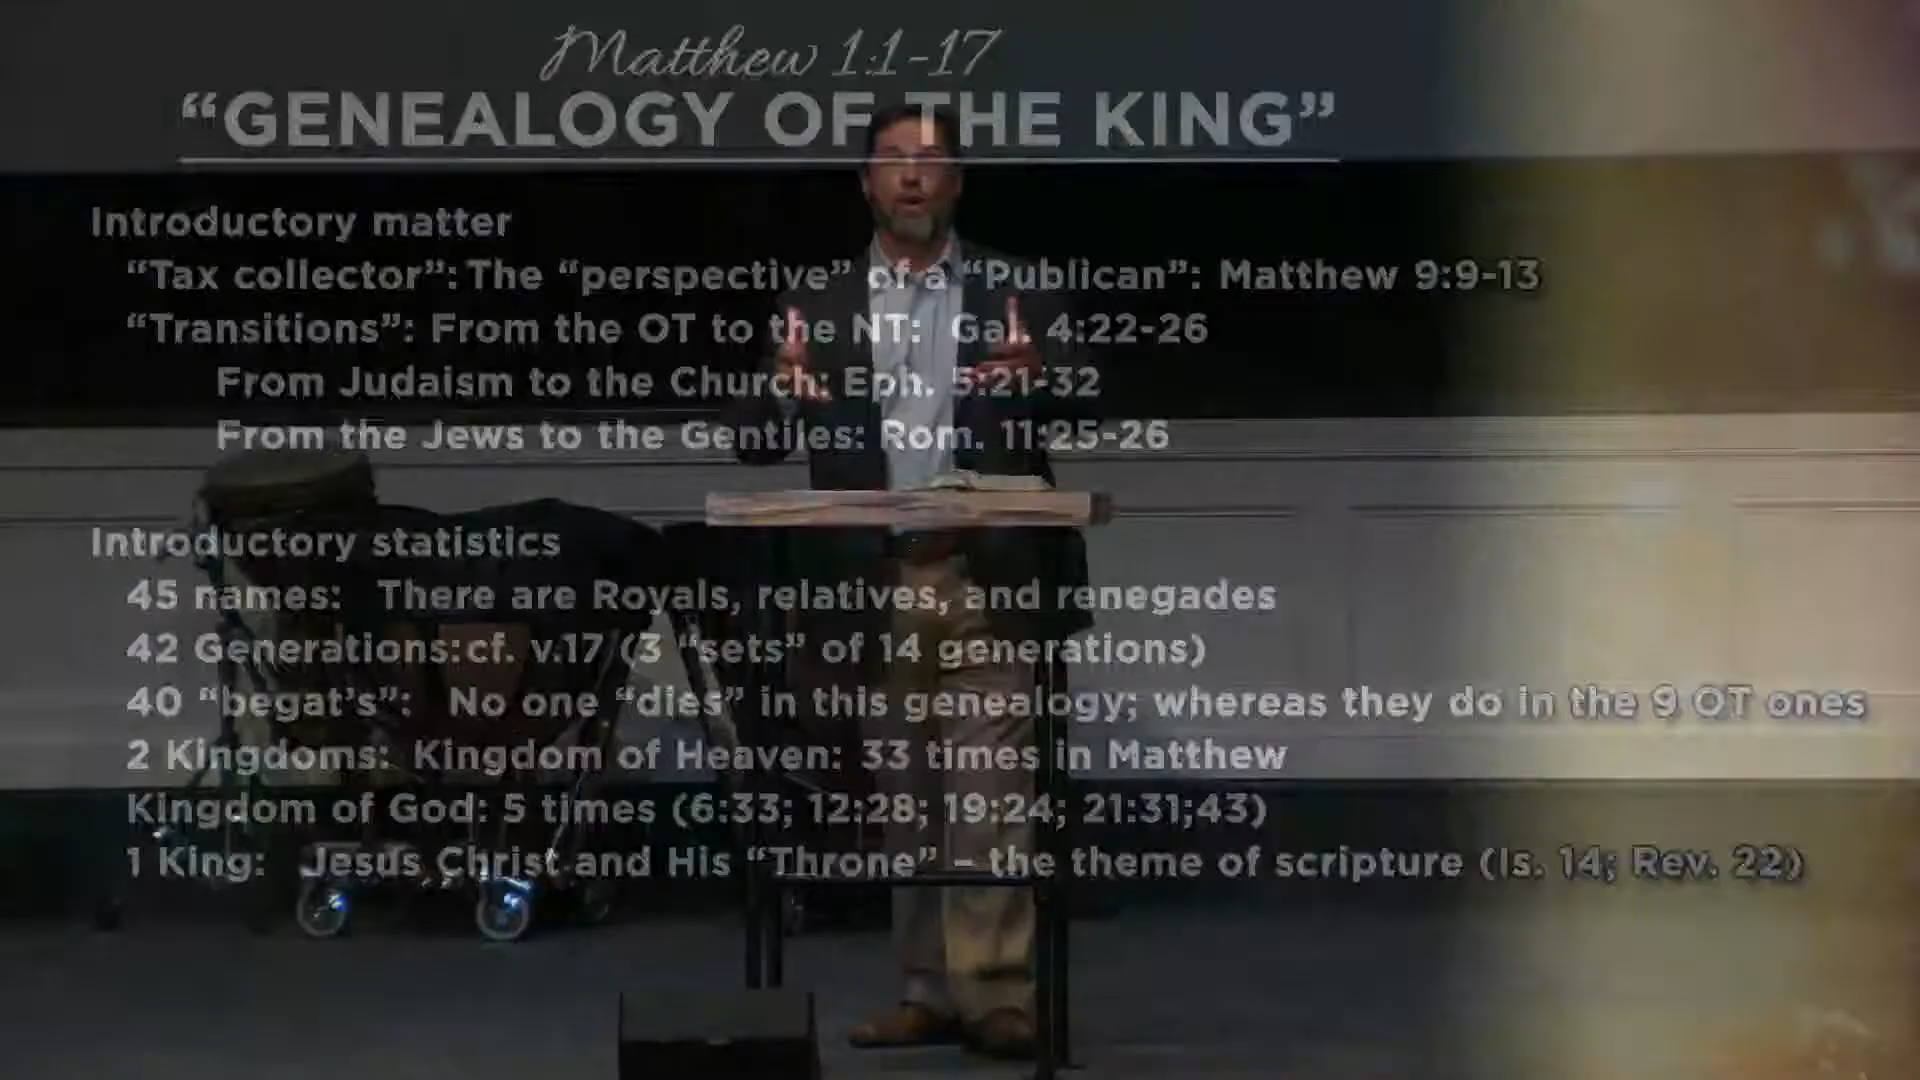 Matthew 1:1-17
“GENEALOGY OF THE KING”
Introductory matter
“Tax collector”: The “perspective” of a “Publican”: Matthew 9:9-13
“Transitions”: From the OT to the NT: Gal. 4:22-26
From Judaism to the Church: Eph. 5:21-32
From the Jews to the Gentiles: Rom. 11:25-26
Introductory statistics
45 names: There are Royals, relatives, and renegades
42 Generations: cf. v.17 (3 “sets” of 14 generations)
40 “begat’s”: No one “dies” in this genealogy; whereas they do in the 9 OT ones
2 Kingdoms: Kingdom of Heaven: 33 times in Matthew
Kingdom of God: 5 times (6:33; 12:28; 19:24; 21:31;43)
1 King: Jesus Christ and His “Throne” – the theme of scripture (Is. 14; Rev. 22)